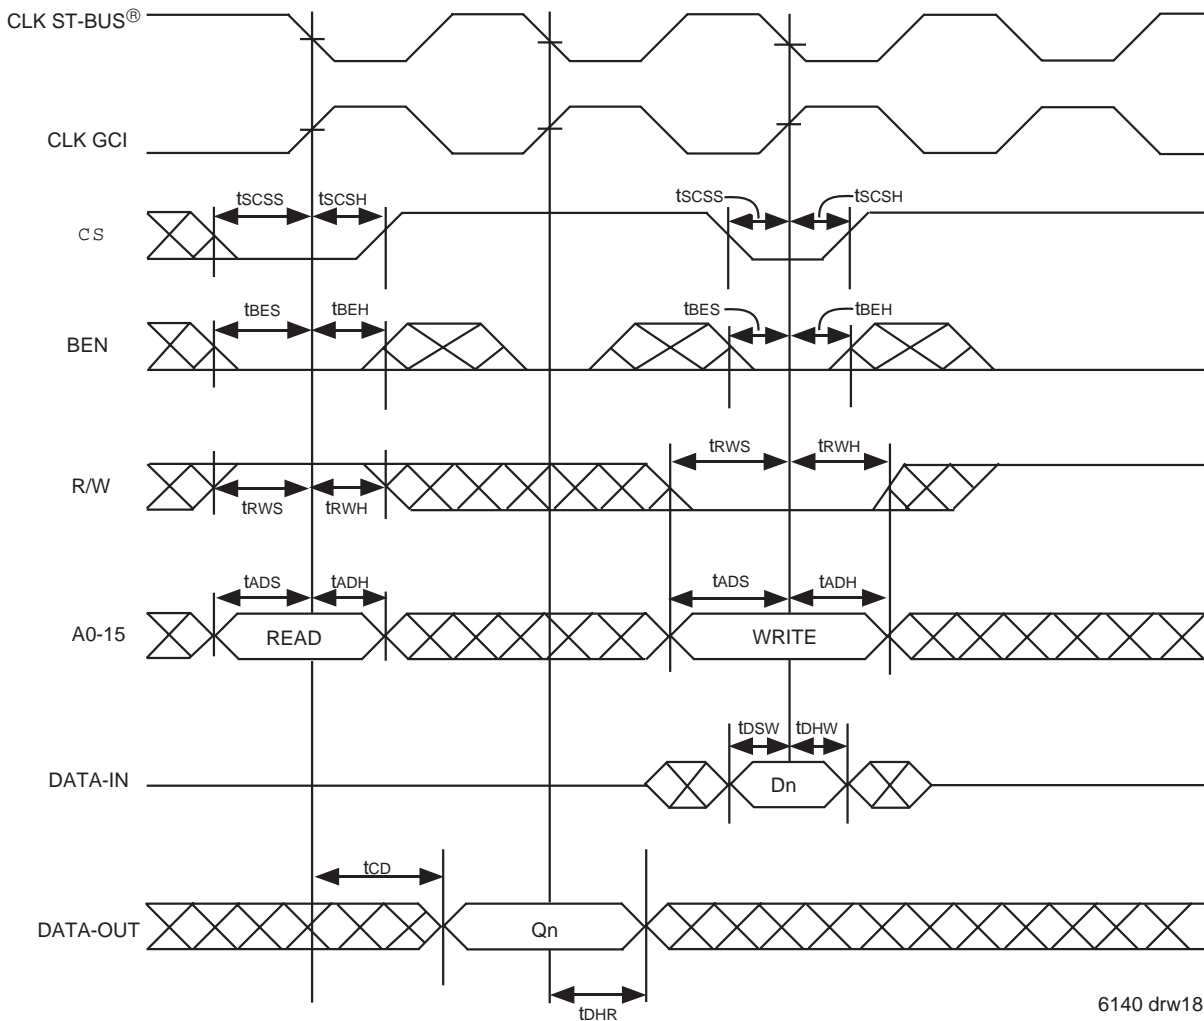 CLK ST-BUS®
CLK GCI
tSCSS tSCSH tSCSS tSCSH
CS
tBES tBEH tBES tBEH
BEN
tRWS tRWH
R/W
tRWS tRWH
tADS tADH tADS tADH
A0-15 READ WRITE
tDSW tDHW
DATA-IN Dn
tCD
DATA-OUT Qn
tDHR
6140 drw18